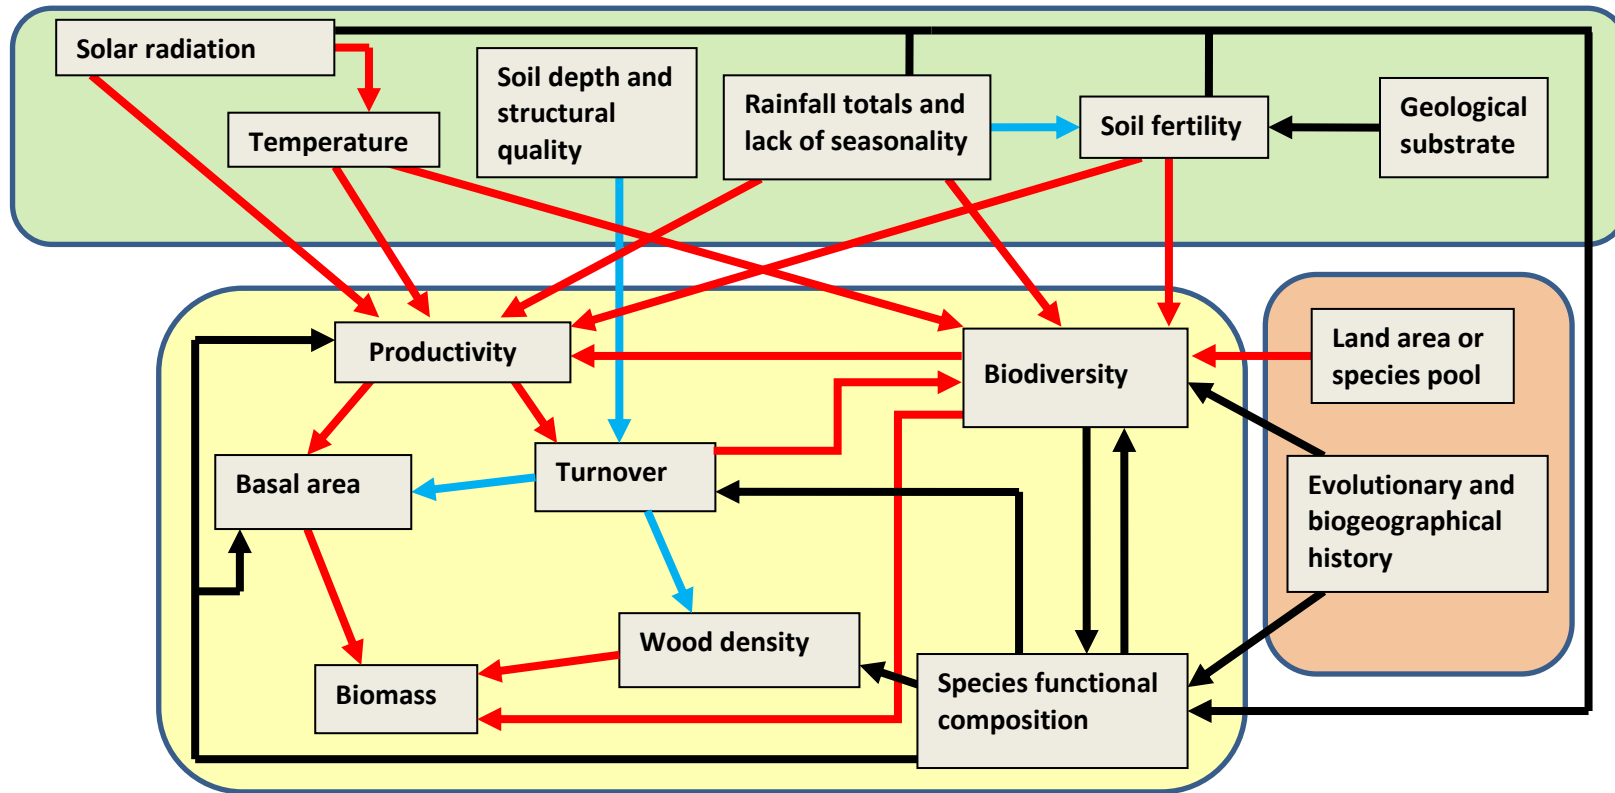 Solar radiation
Soil depth and
structural
quality
Rainfall totals and
lack of seasonality
Soil fertility
Geological
substrate
Temperature
Productivity
Biodiversity
Land area or
species pool
Basal area
Turnover
Evolutionary and
biogeographical
history
Wood density
Biomass
Species functional
composition